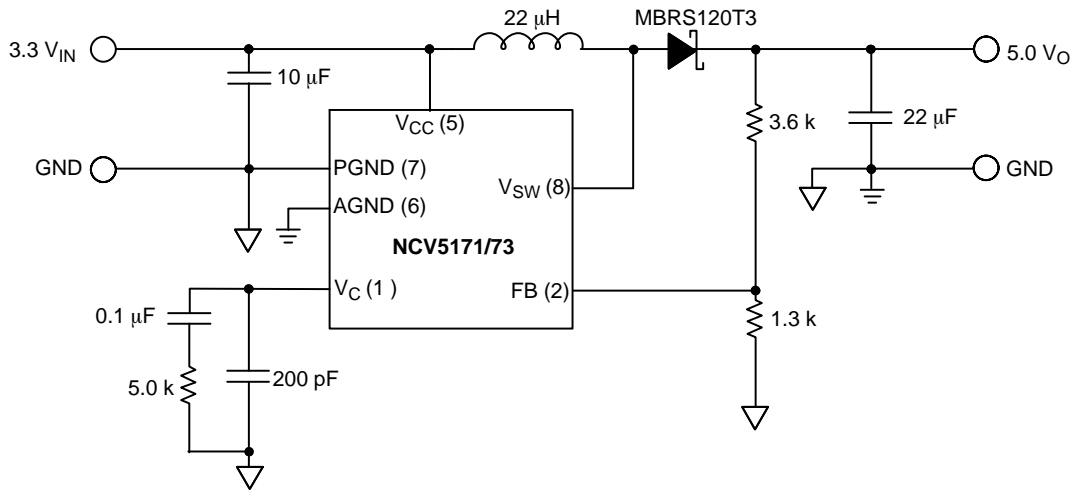 22 μH
MBRS120T3
3.3 V_IN
5.0 V_O
10 μF
V_CC (5)
3.6 k
22 μF
GND
PGND (7)
GND
V_SW (8)
AGND (6)
NCV5171/73
V_C (1 )
FB (2)
0.1 μF
1.3 k
5.0 k
200 pF